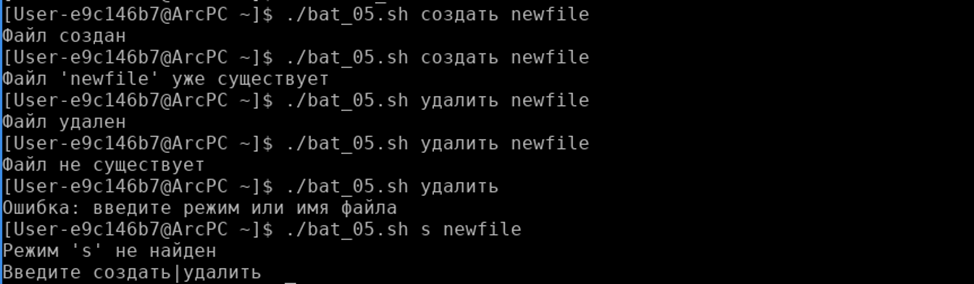 [User-e9c146b7@ArcPC ~]$ ./bat_05.sh создать newfile
Файл создан
[User-e9c146b7@ArcPC ~]$ ./bat_05.sh создать newfile
Файл 'newfile' уже существует
[User-e9c146b7@ArcPC ~]$ ./bat_05.sh удалить newfile
Файл удален
[User-e9c146b7@ArcPC ~]$ ./bat_05.sh удалить newfile
Файл не существует
[User-e9c146b7@ArcPC ~]$ ./bat_05.sh удалить
Ошибка: введите режим или имя файла
[User-e9c146b7@ArcPC ~]$ ./bat_05.sh s newfile
Режим 's' не найден
Введите создать|удалить